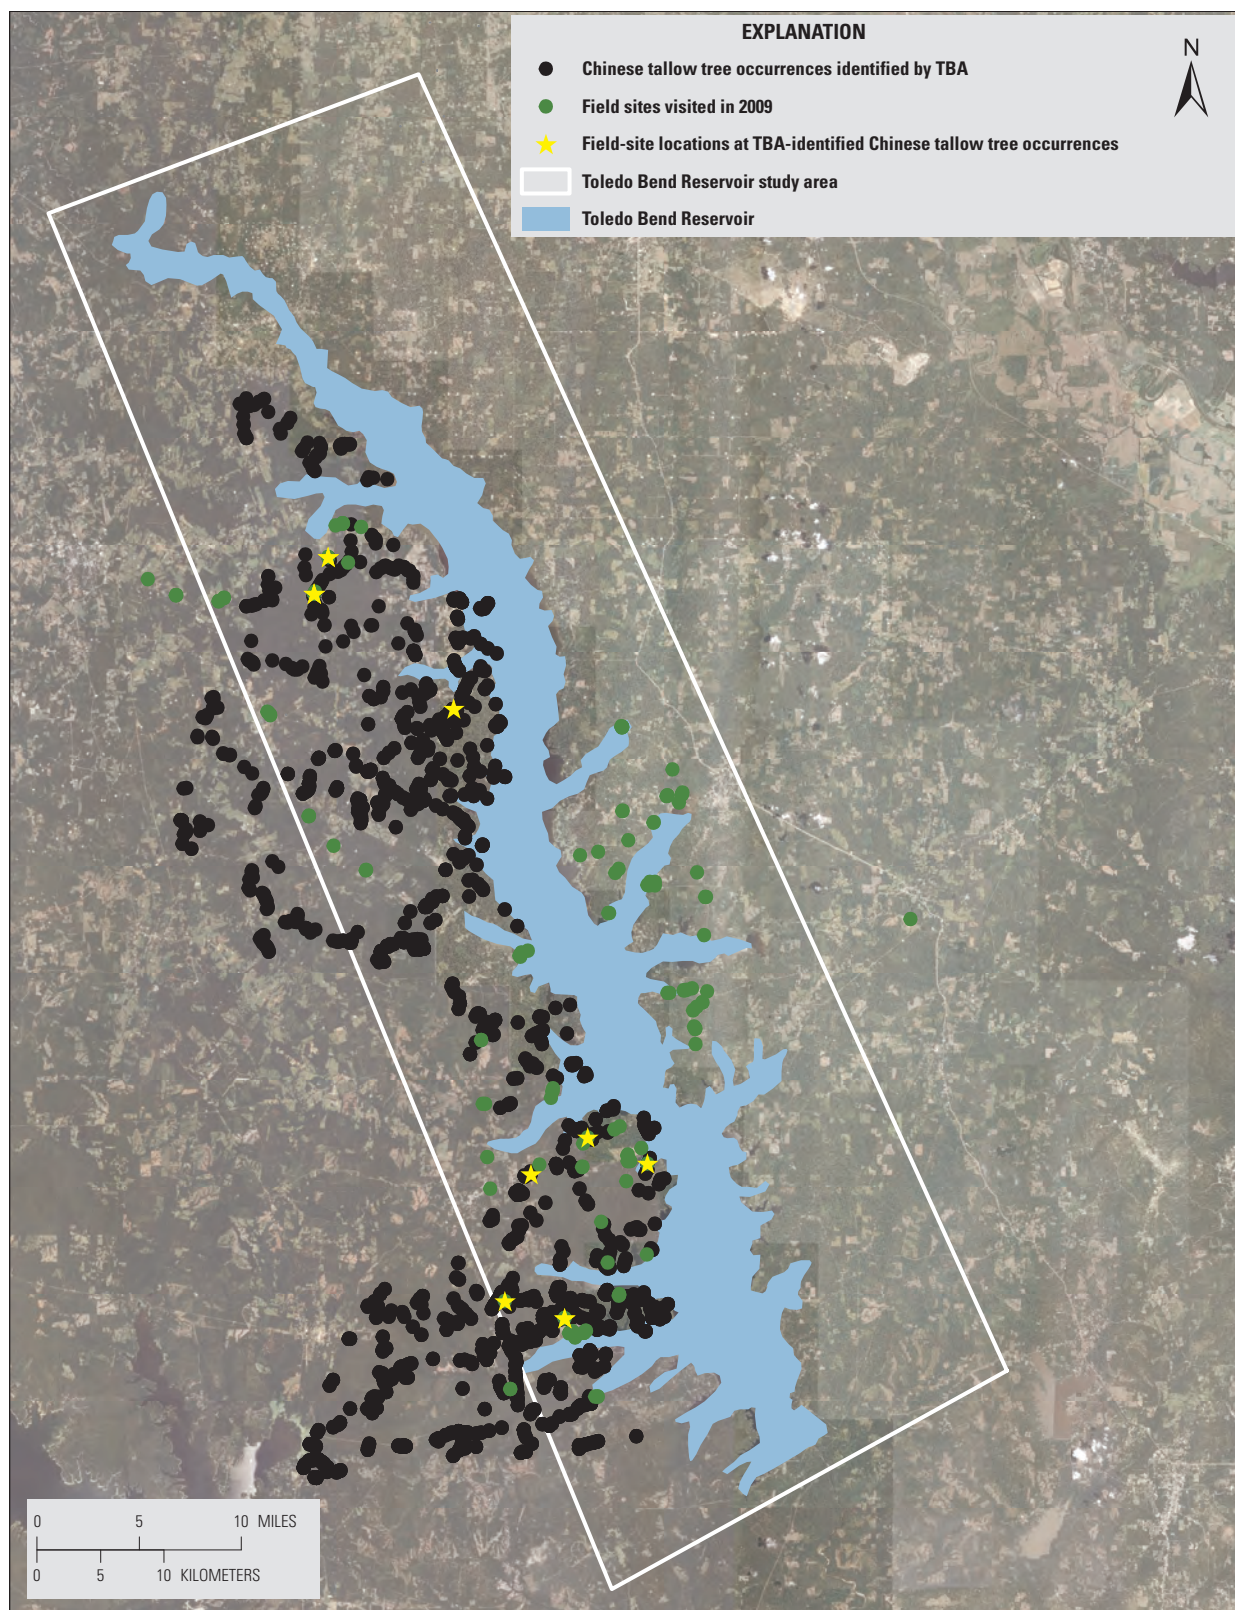 EXPLANATION
N
Chinese tallow tree occurrences identified by TBA
Field sites visited in 2009
Field-site locations at TBA-identified Chinese tallow tree occurrences
Toledo Bend Reservoir study area
Toledo Bend Reservoir
0 5 10 MILES
0 5 10 KILOMETERS